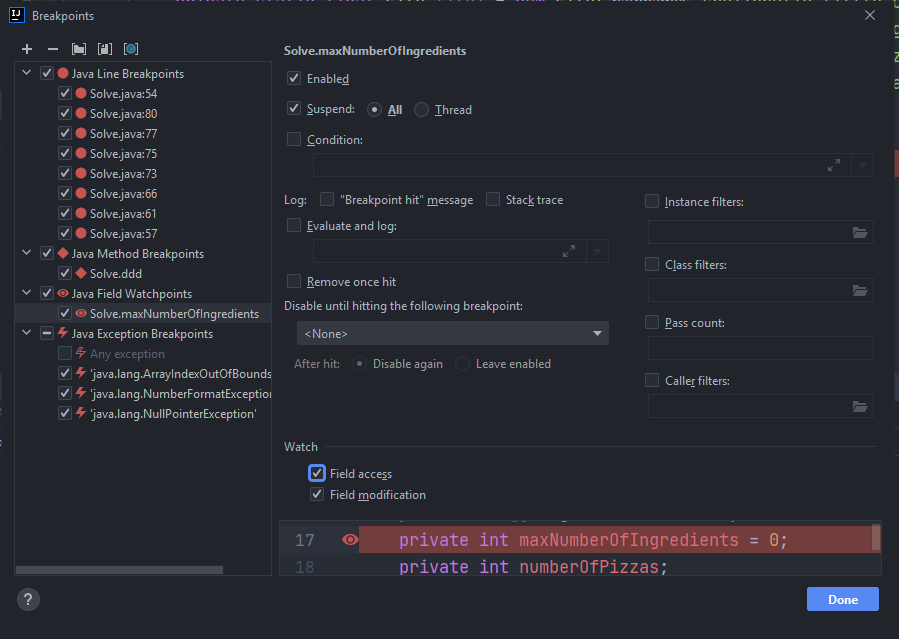 Breakpoints
Solve.maxNumberOfIngredients
Java Line Breakpoints
Solve.java:54
Solve.java:80
Solve.java:77
Solve.java:75
Solve.java:73
Solve.java:66
Solve.java:61
Solve.java:57
Java Method Breakpoints
Solve.ddd
Java Field Watchpoints
Solve.maxNumberOfIngredients
Java Exception Breakpoints
Any exception
'java.lang.ArrayIndexOutOfBounds
'java.lang.NumberFormatException
'java.lang.NullPointerException'
Enabled
Suspend: All Thread
Condition:
Log: "Breakpoint hit" message Stack trace
Evaluate and log:
Remove once hit
Disable until hitting the following breakpoint:
<None>
After hit: Disable again Leave enabled
Instance filters:
Class filters:
Pass count:
Caller filters:
Watch
Field access
Field modification
17 private int maxNumberOfIngredients = 0;
18 private int numberOfPizzas;
? Done